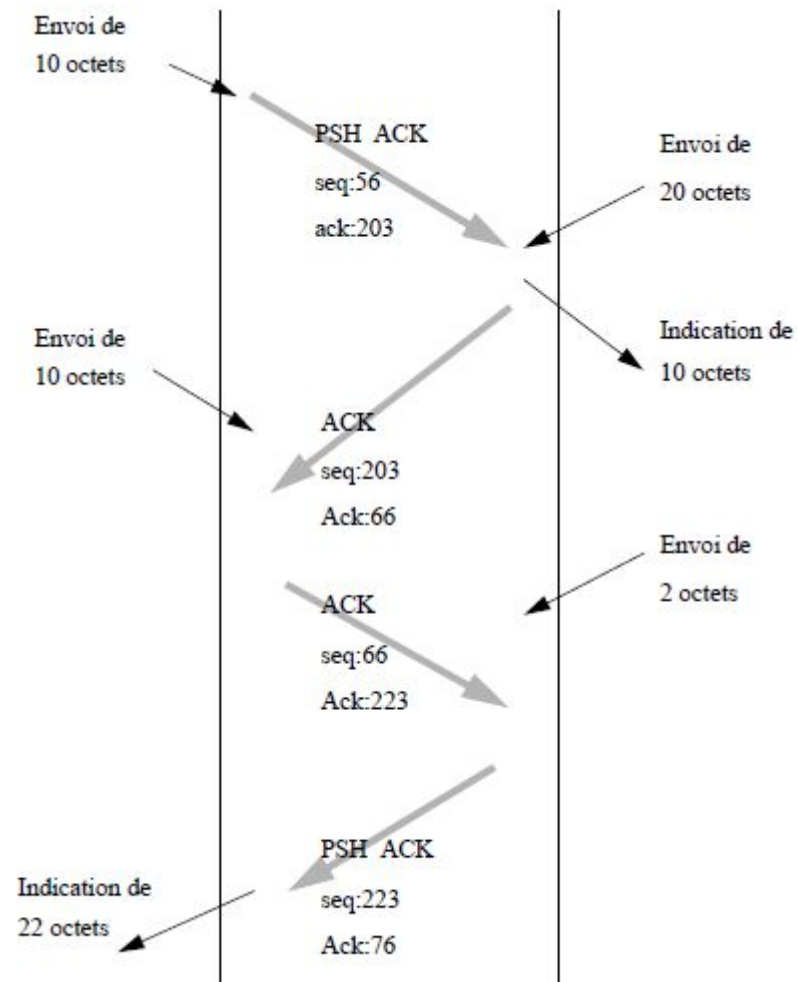 Envoi de
10 octets
PSH ACK
seq:56
ack:203
Envoi de
20 octets
Indication de
10 octets
Envoi de
10 octets
ACK
seq:203
Ack:66
Envoi de
2 octets
ACK
seq:66
Ack:223
PSH ACK
seq:223
Ack:76
Indication de
22 octets